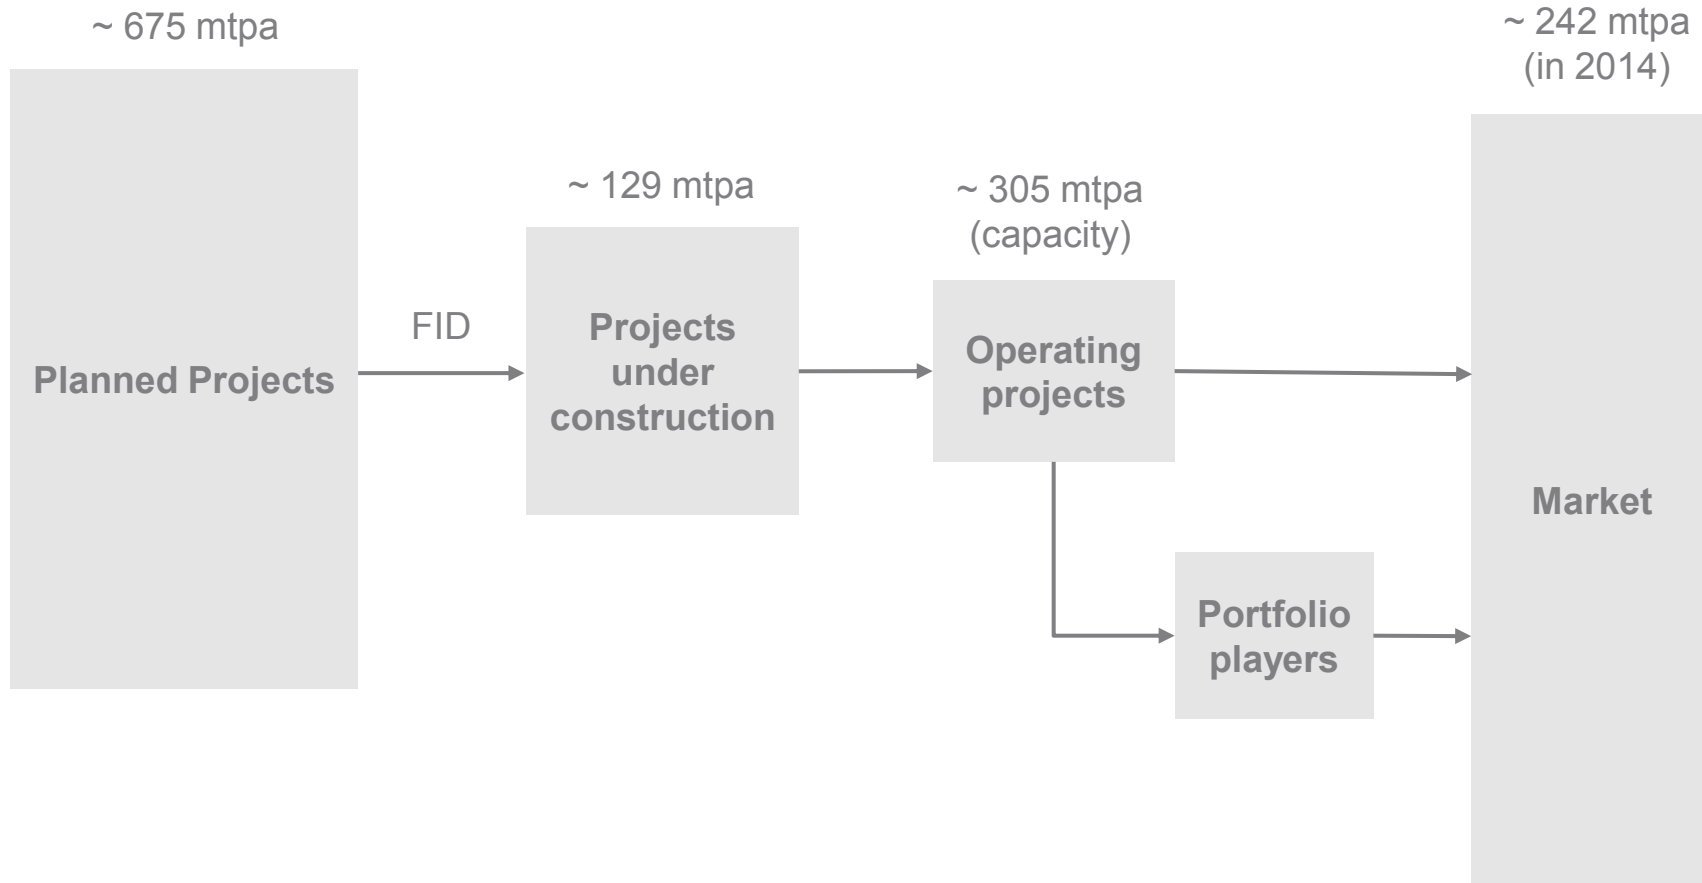 ~ 675 mtpa
Planned Projects
FID
~ 129 mtpa
Projects
under
construction
~ 305 mtpa
(capacity)
Operating
projects
Portfolio
players
~ 242 mtpa
(in 2014)
Market